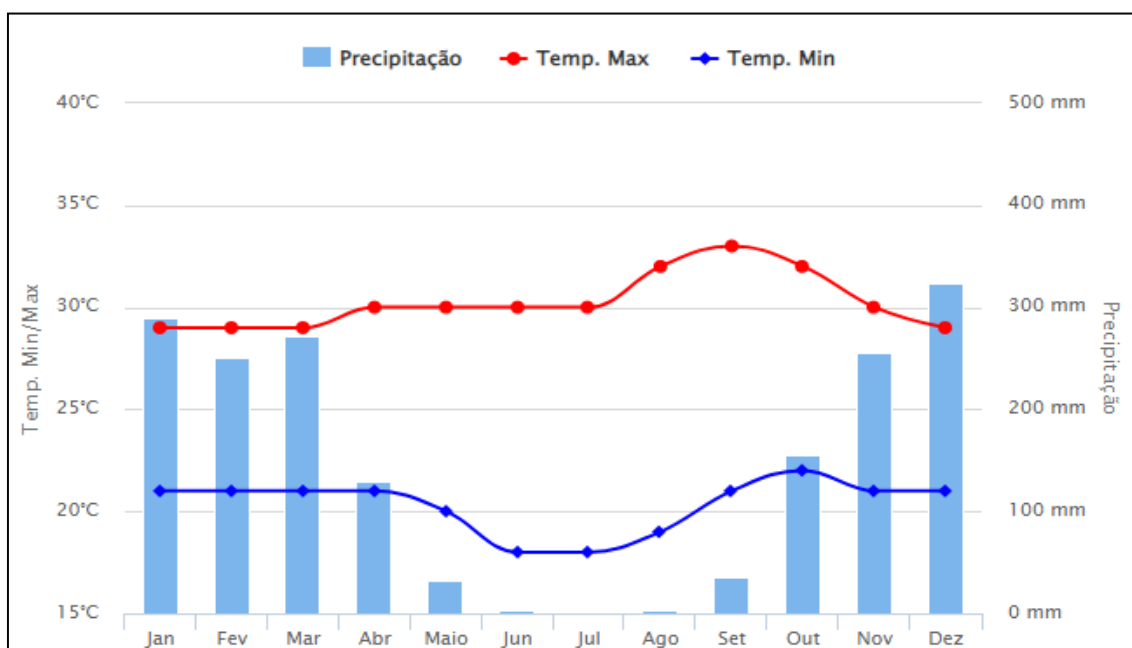 Precipitação Temp. Max Temp. Min
40°C 500 mm
35°C 400 mm
30°C 300 mm
25°C 200 mm
20°C 100 mm
15°C 0 mm
Temp. Min/Max
Precipitação
Jan Fev Mar Abr Maio Jun Jul Ago Set Out Nov Dez